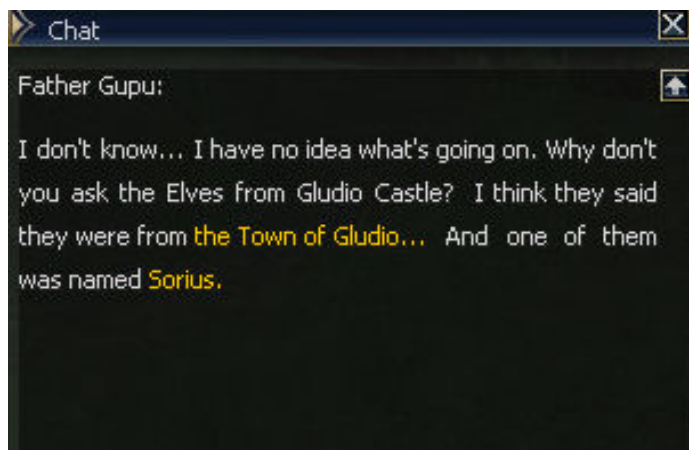 Chat
Father Gupu:
I don't know... I have no idea what's going on. Why don't
you ask the Elves from Gludio Castle? I think they said
they were from the Town of Gludio... And one of them
was named Sorius.